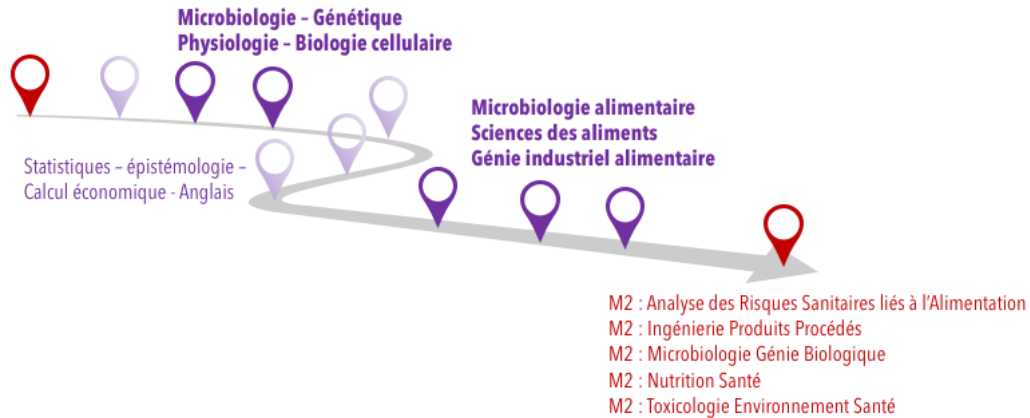 Microbiologie – Génétique
Physiologie – Biologie cellulaire
Microbiologie alimentaire
Sciences des aliments
Génie industriel alimentaire
Statistiques – épistémologie –
Calcul économique - Anglais
M2 : Analyse des Risques Sanitaires liés à l’Alimentation
M2 : Ingénierie Produits Procédés
M2 : Microbiologie Génie Biologique
M2 : Nutrition Santé
M2 : Toxicologie Environnement Santé